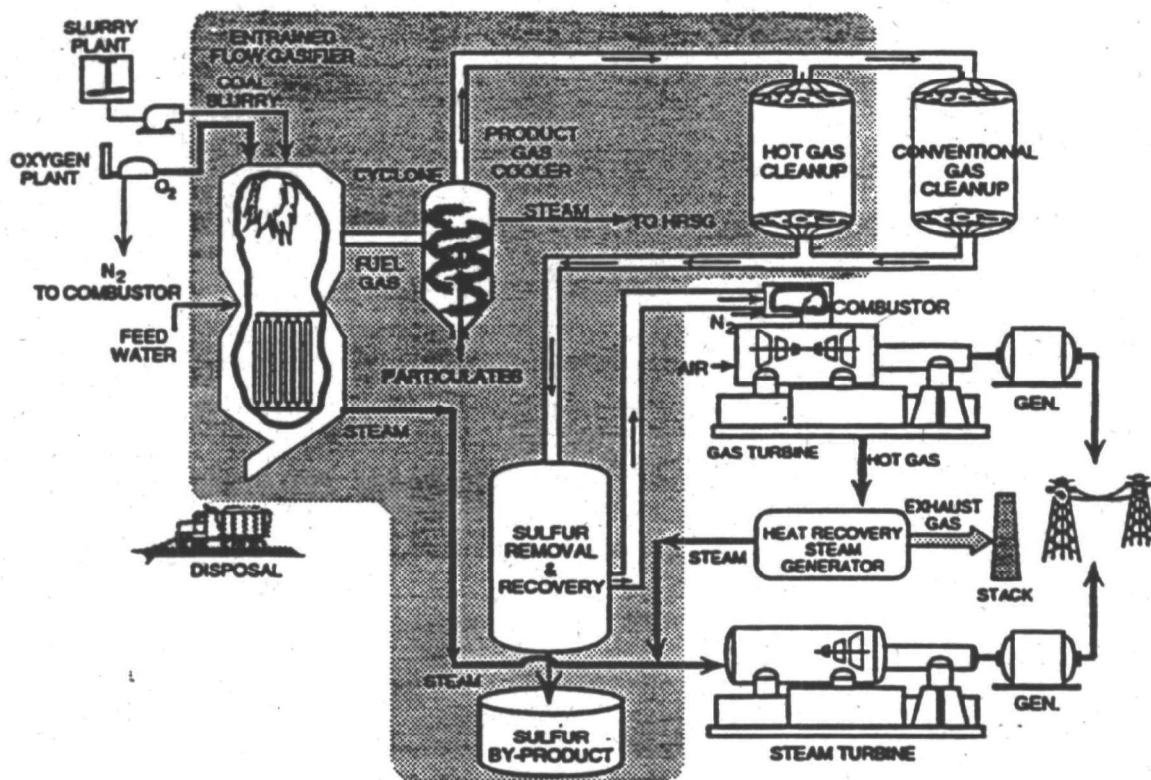 SLURRY
PLANT
ENTRAINED
FLOW GASIFIER
COAL
SLURRY
OXYGEN
PLANT
O2
N2
TO COMBUSTOR
FEED
WATER
CYCLONE
FUEL
GAS
PRODUCT
GAS
COOLER
STEAM
TO HRSG
PARTICULATES
HOT GAS
CLEANUP
CONVENTIONAL
GAS
CLEANUP
COMBUSTOR
N2
AIR
GEN.
GAS TURBINE
HOT GAS
STEAM
DISPOSAL
SULFUR
REMOVAL
&
RECOVERY
STEAM
HEAT RECOVERY
STEAM
GENERATOR
EXHAUST
GAS
STACK
STEAM
SULFUR
BY-PRODUCT
GEN.
STEAM TURBINE